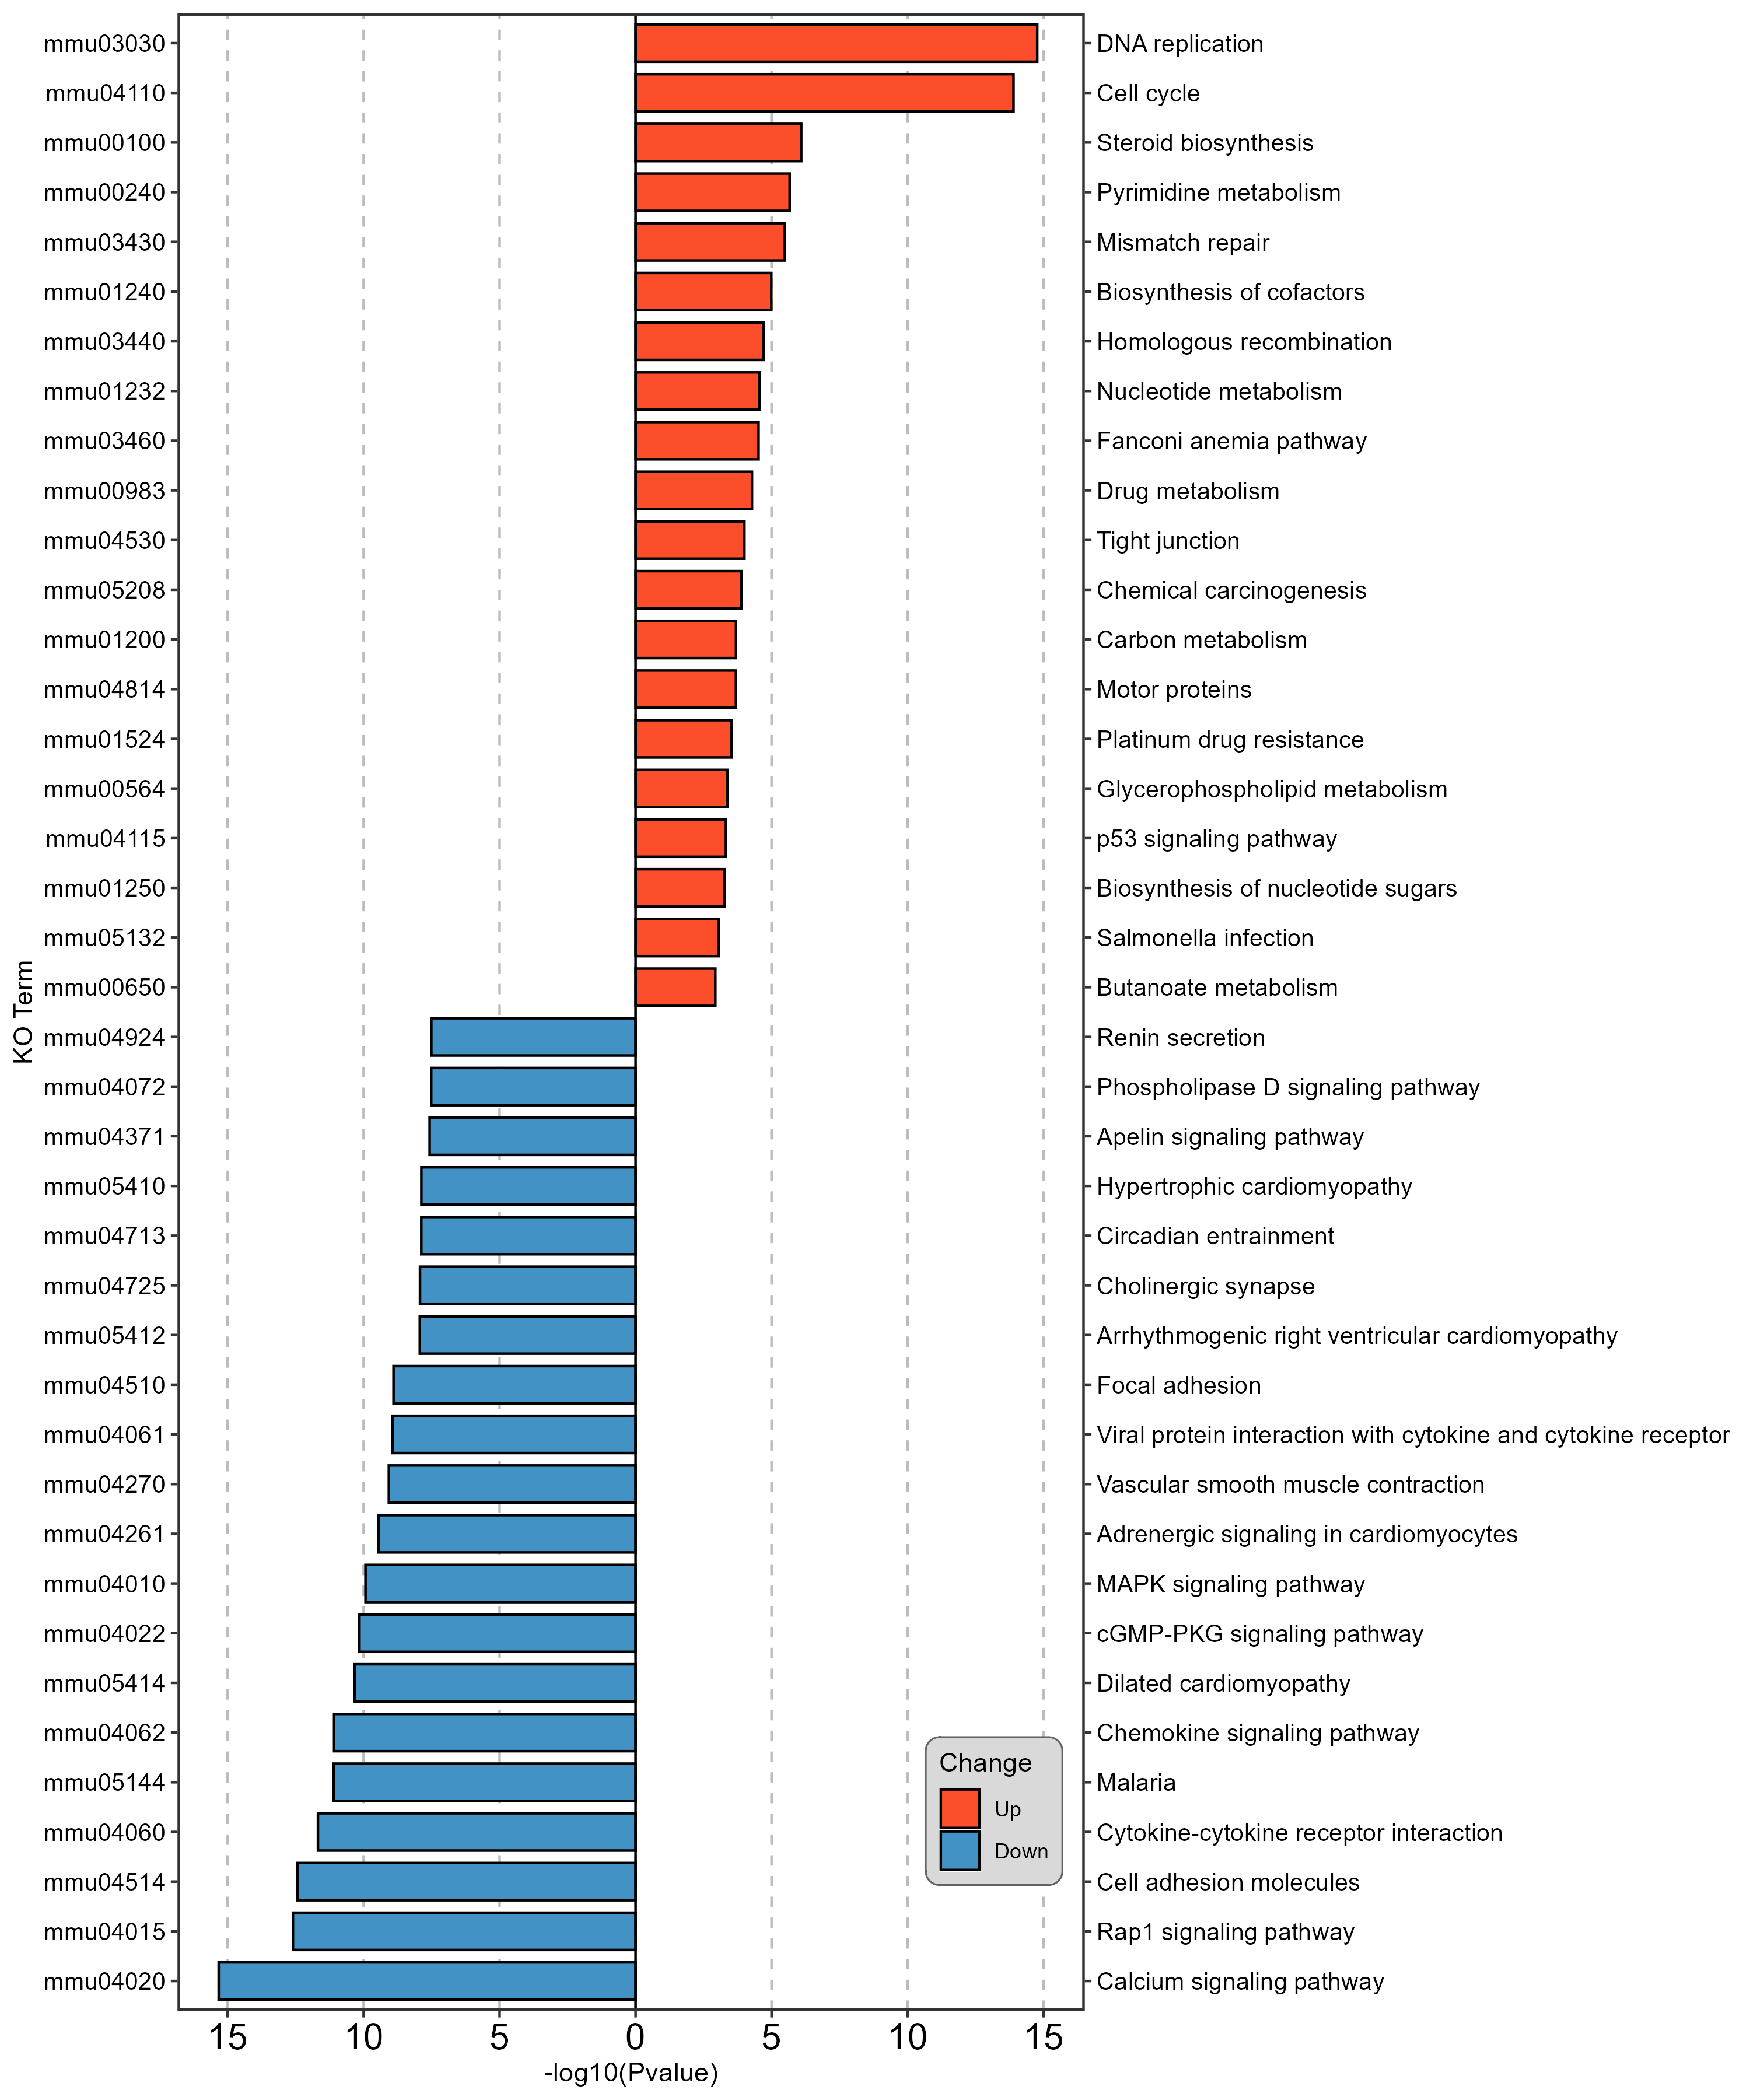 mmu03030 DNA replication
mmu04110 Cell cycle
mmu00100 Steroid biosynthesis
mmu00240 Pyrimidine metabolism
mmu03430 Mismatch repair
mmu01240 Biosynthesis of cofactors
mmu03440 Homologous recombination
mmu01232 Nucleotide metabolism
mmu03460 Fanconi anemia pathway
mmu00983 Drug metabolism
mmu04530 Tight junction
mmu05208 Chemical carcinogenesis
mmu01200 Carbon metabolism
mmu04814 Motor proteins
mmu01524 Platinum drug resistance
mmu00564 Glycerophospholipid metabolism
mmu04115 p53 signaling pathway
mmu01250 Biosynthesis of nucleotide sugars
mmu05132 Salmonella infection
mmu00650 Butanoate metabolism
KO Term
mmu04924 Renin secretion
mmu04072 Phospholipase D signaling pathway
mmu04371 Apelin signaling pathway
mmu05410 Hypertrophic cardiomyopathy
mmu04713 Circadian entrainment
mmu04725 Cholinergic synapse
mmu05412 Arrhythmogenic right ventricular cardiomyopathy
mmu04510 Focal adhesion
mmu04061 Viral protein interaction with cytokine and cytokine receptor
mmu04270 Vascular smooth muscle contraction
mmu04261 Adrenergic signaling in cardiomyocytes
mmu04010 MAPK signaling pathway
mmu04022 cGMP-PKG signaling pathway
mmu05414 Dilated cardiomyopathy
mmu04062 Chemokine signaling pathway
mmu05144 Malaria
mmu04060 Cytokine-cytokine receptor interaction
mmu04514 Cell adhesion molecules
mmu04015 Rap1 signaling pathway
mmu04020 Calcium signaling pathway
Change
Up
Down
15 10 5 0 5 10 15
-log10(Pvalue)